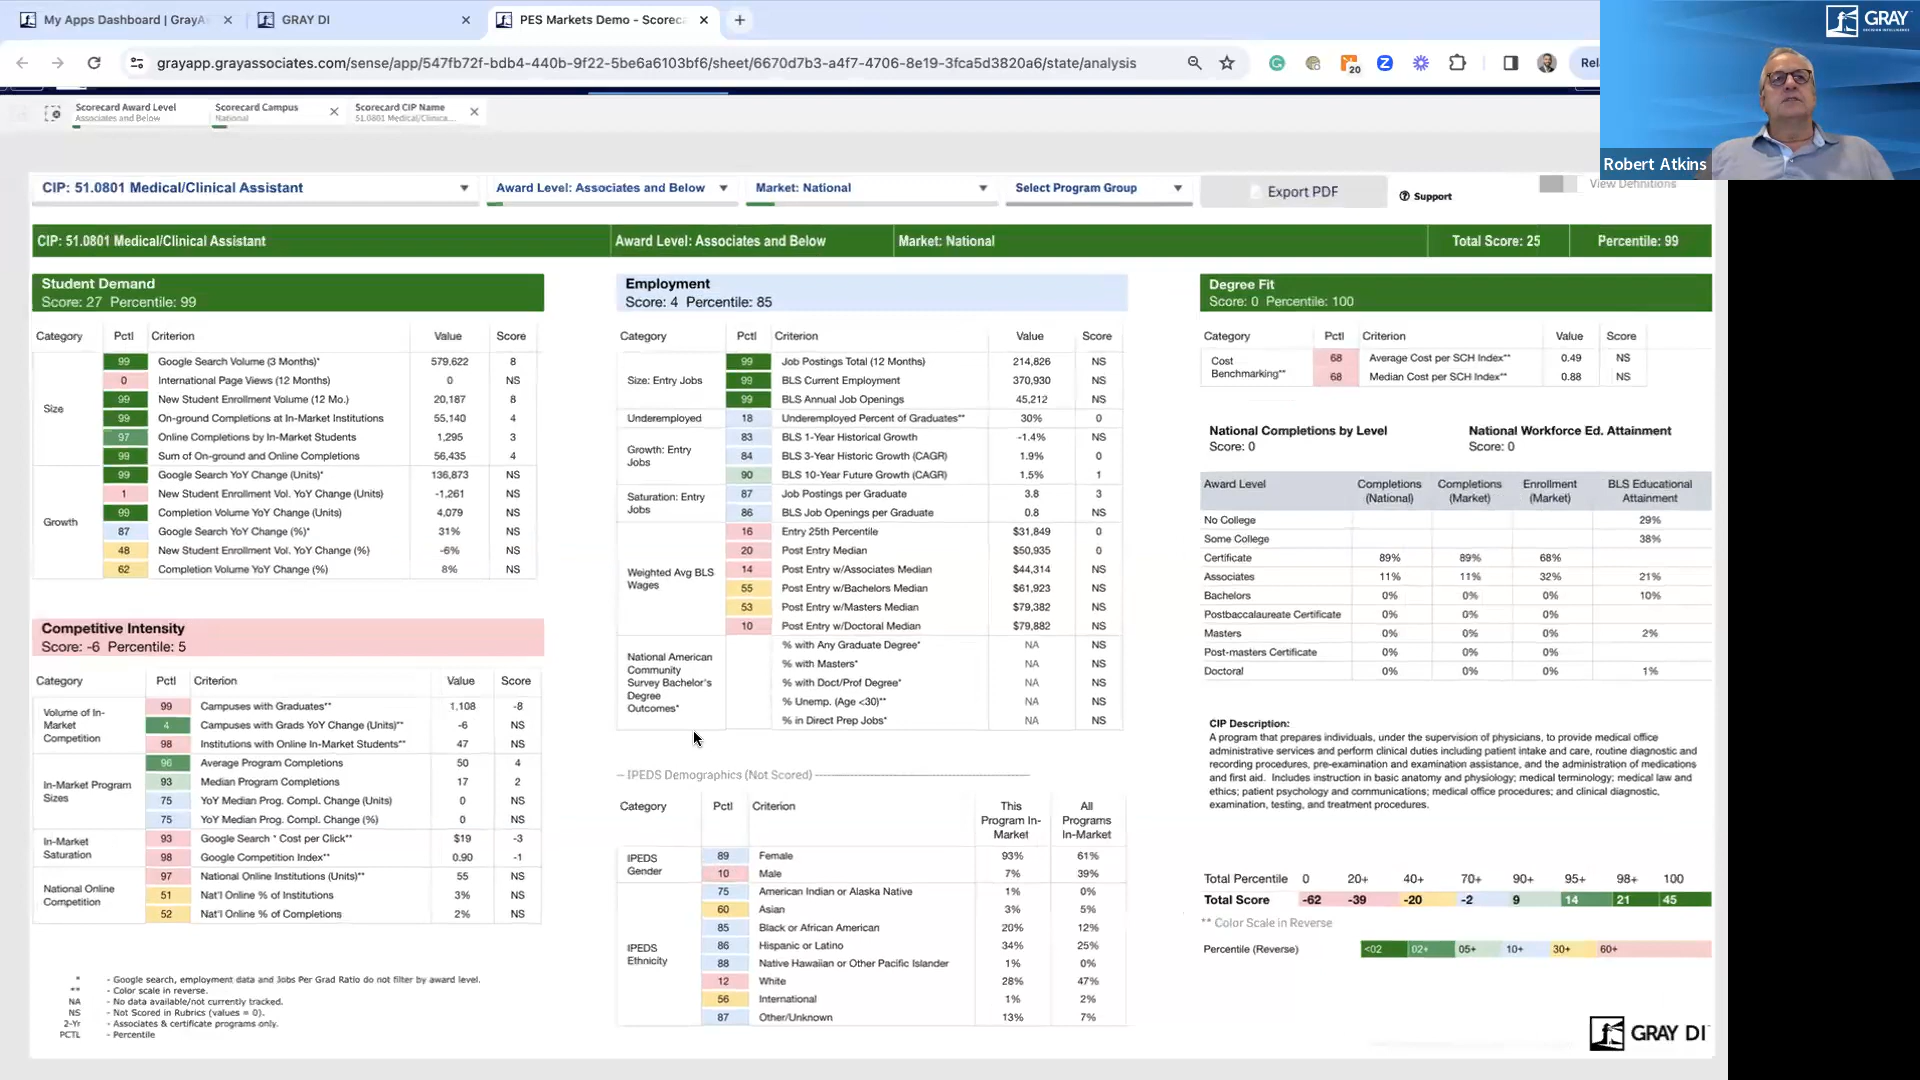 My Apps Dashboard | GrayA
GRAY DI
PES Markets Demo - Scoreca
GRAY
grayapp.grayassociates.com/sense/app/547fb72f-bdb4-440b-9f22-5be6a6103bf6/sheet/6670d7b3-a4f7-4706-8e19-3fca5d3820a6/state/analysis
20
Rel
Scorecard Award Level
Associates and Below
Scorecard Campus
National
Scorecard CIP Name
51.0801 Medical/Clinica...
Robert Atkins
CIP: 51.0801 Medical/Clinical Assistant
Award Level: Associates and Below
Market: National
Select Program Group
Export PDF
Support
View Definitions
CIP: 51.0801 Medical/Clinical Assistant Award Level: Associates and Below Market: National Total Score: 25 Percentile: 99
Student Demand
Score: 27 Percentile: 99
Category Pctl Criterion Value Score
Size
99 Google Search Volume (3 Months)* 579,622 8
0 International Page Views (12 Months) 0 NS
99 New Student Enrollment Volume (12 Mo.) 20,187 8
99 On-ground Completions at In-Market Institutions 55,140 4
97 Online Completions by In-Market Students 1,295 3
99 Sum of On-ground and Online Completions 56,435 4
Growth
99 Google Search YoY Change (Units)* 136,873 NS
1 New Student Enrollment Vol. YoY Change (Units) -1,261 NS
99 Completion Volume YoY Change (Units) 4,079 NS
87 Google Search YoY Change (%)* 31% NS
48 New Student Enrollment Vol. YoY Change (%) -6% NS
62 Completion Volume YoY Change (%) 8% NS
Competitive Intensity
Score: -6 Percentile: 5
Category Pctl Criterion Value Score
Volume of In-
Market
Competition
99 Campuses with Graduates** 1,108 -8
4 Campuses with Grads YoY Change (Units)** -6 NS
98 Institutions with Online In-Market Students** 47 NS
In-Market Program
Sizes
96 Average Program Completions 50 4
93 Median Program Completions 17 2
75 YoY Median Prog. Compl. Change (Units) 0 NS
75 YoY Median Prog. Compl. Change (%) 0 NS
In-Market
Saturation
93 Google Search * Cost per Click** $19 -3
98 Google Competition Index** 0.90 -1
National Online
Competition
97 National Online Institutions (Units)** 55 NS
51 Nat'l Online % of Institutions 3% NS
52 Nat'l Online % of Completions 2% NS
* - Google search, employment data and Jobs Per Grad Ratio do not filter by award level.
** - Color scale in reverse.
NA - No data available/not currently tracked.
NS - Not Scored in Rubrics (values = 0).
2-Yr - Associates & certificate programs only.
PCTL - Percentile
Employment
Score: 4 Percentile: 85
Category Pctl Criterion Value Score
Size: Entry Jobs
99 Job Postings Total (12 Months) 214,826 NS
99 BLS Current Employment 370,930 NS
99 BLS Annual Job Openings 45,212 NS
Underemployed 18 Underemployed Percent of Graduates** 30% 0
Growth: Entry
Jobs
83 BLS 1-Year Historical Growth -1.4% NS
84 BLS 3-Year Historic Growth (CAGR) 1.9% 0
90 BLS 10-Year Future Growth (CAGR) 1.5% 1
Saturation: Entry
Jobs
87 Job Postings per Graduate 3.8 3
86 BLS Job Openings per Graduate 0.8 0
Weighted Avg BLS
Wages
16 Entry 25th Percentile $31,849 0
20 Post Entry Median $50,935 0
14 Post Entry w/Associates Median $44,314 NS
55 Post Entry w/Bachelors Median $61,923 NS
53 Post Entry w/Masters Median $79,382 NS
10 Post Entry w/Doctoral Median $79,882 NS
National American
Community
Survey Bachelor's
Degree
Outcomes*
% with Any Graduate Degree* NA NS
% with Masters* NA NS
% with Doct/Prof Degree* NA NS
% Unemp. (Age <30)** NA NS
% in Direct Prep Jobs* NA NS
IPEDS Demographics (Not Scored)
Category Pctl Criterion This
Program In-
Market
All
Programs
In-Market
IPEDS
Gender
89 Female 93% 61%
10 Male 7% 39%
IPEDS
Ethnicity
75 American Indian or Alaska Native 1% 0%
60 Asian 3% 5%
85 Black or African American 20% 12%
86 Hispanic or Latino 34% 25%
88 Native Hawaiian or Other Pacific Islander 1% 0%
12 White 28% 47%
56 International 1% 2%
87 Other/Unknown 13% 7%
Degree Fit
Score: 0 Percentile: 100
Category Pctl Criterion Value Score
Cost
Benchmarking**
68 Average Cost per SCH Index** 0.49 NS
68 Median Cost per SCH Index** 0.88 NS
National Completions by Level
Score: 0
National Workforce Ed. Attainment
Score: 0
Award Level Completions
(National) Completions
(Market) Enrollment
(Market) BLS Educational
Attainment
No College 29%
Some College 38%
Certificate 89% 89% 68%
Associates 11% 11% 32% 21%
Bachelors 0% 0% 0% 10%
Postbaccalaureate Certificate 0% 0% 0%
Masters 0% 0% 0% 2%
Post-masters Certificate 0% 0% 0%
Doctoral 0% 0% 0% 1%
CIP Description:
A program that prepares individuals, under the supervision of physicians, to provide medical office
administrative services and perform clinical duties including patient intake and care, routine diagnostic and
recording procedures, pre-examination and examination assistance, and the administration of medications
and first aid. Includes instruction in basic anatomy and physiology; medical terminology; medical law and
ethics; patient psychology and communications; medical office procedures; and clinical diagnostic,
examination, testing, and treatment procedures.
Total Percentile 0 20+ 40+ 70+ 90+ 95+ 98+ 100
Total Score -62 -39 -20 -2 9 14 21 45
** Color Scale in Reverse
Percentile (Reverse) <02 02+ 05+ 10+ 30+ 60+
GRAY DI